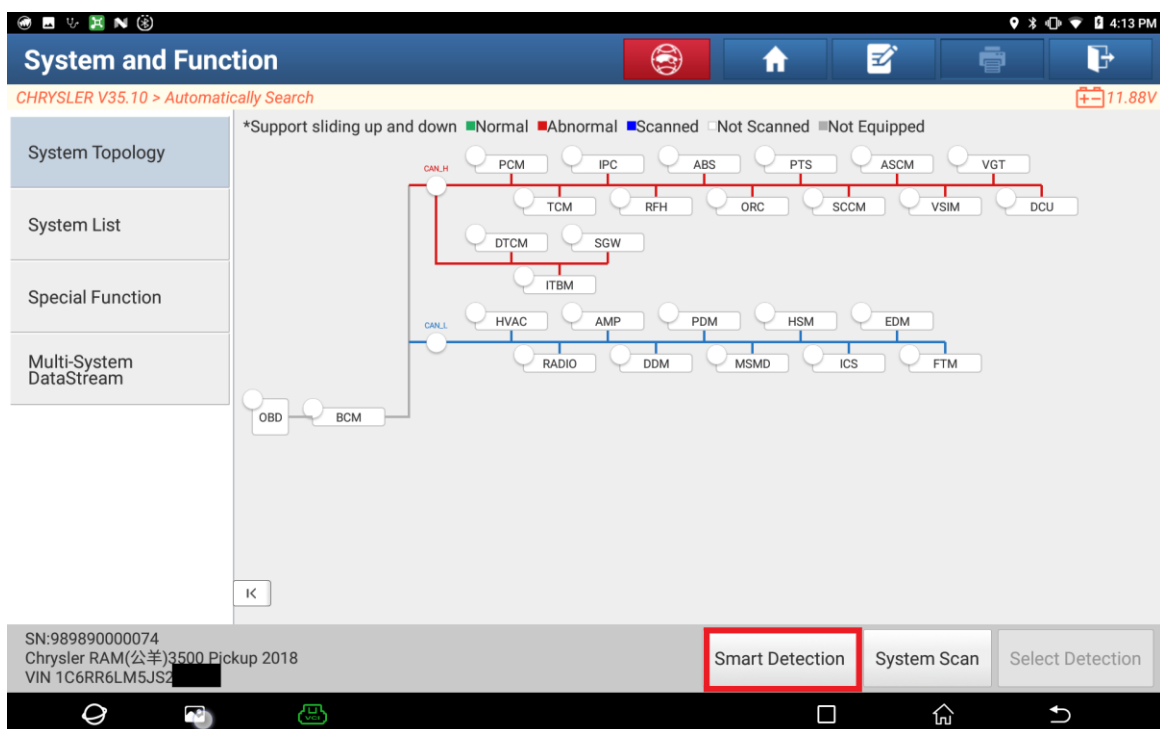 4:13 PM
System and Function
CHRYSLER V35.10 > Automatically Search
11.88V
System Topology
System List
Special Function
Multi-System
DataStream
*Support sliding up and down ■Normal ■Abnormal ■Scanned □Not Scanned ■Not Equipped
CAN_H
PCM IPC ABS PTS ASCM VGT
TCM RFH ORC SCCM VSIM DCU
DTCM SGW
ITBM
CAN_L
HVAC AMP PDM HSM EDM
RADIO DDM MSMD ICS FTM
OBD BCM
SN:989890000074
Chrysler RAM(公羊)3500 Pickup 2018
VIN 1C6RR6LM5JS2
Smart Detection System Scan Select Detection
VCI